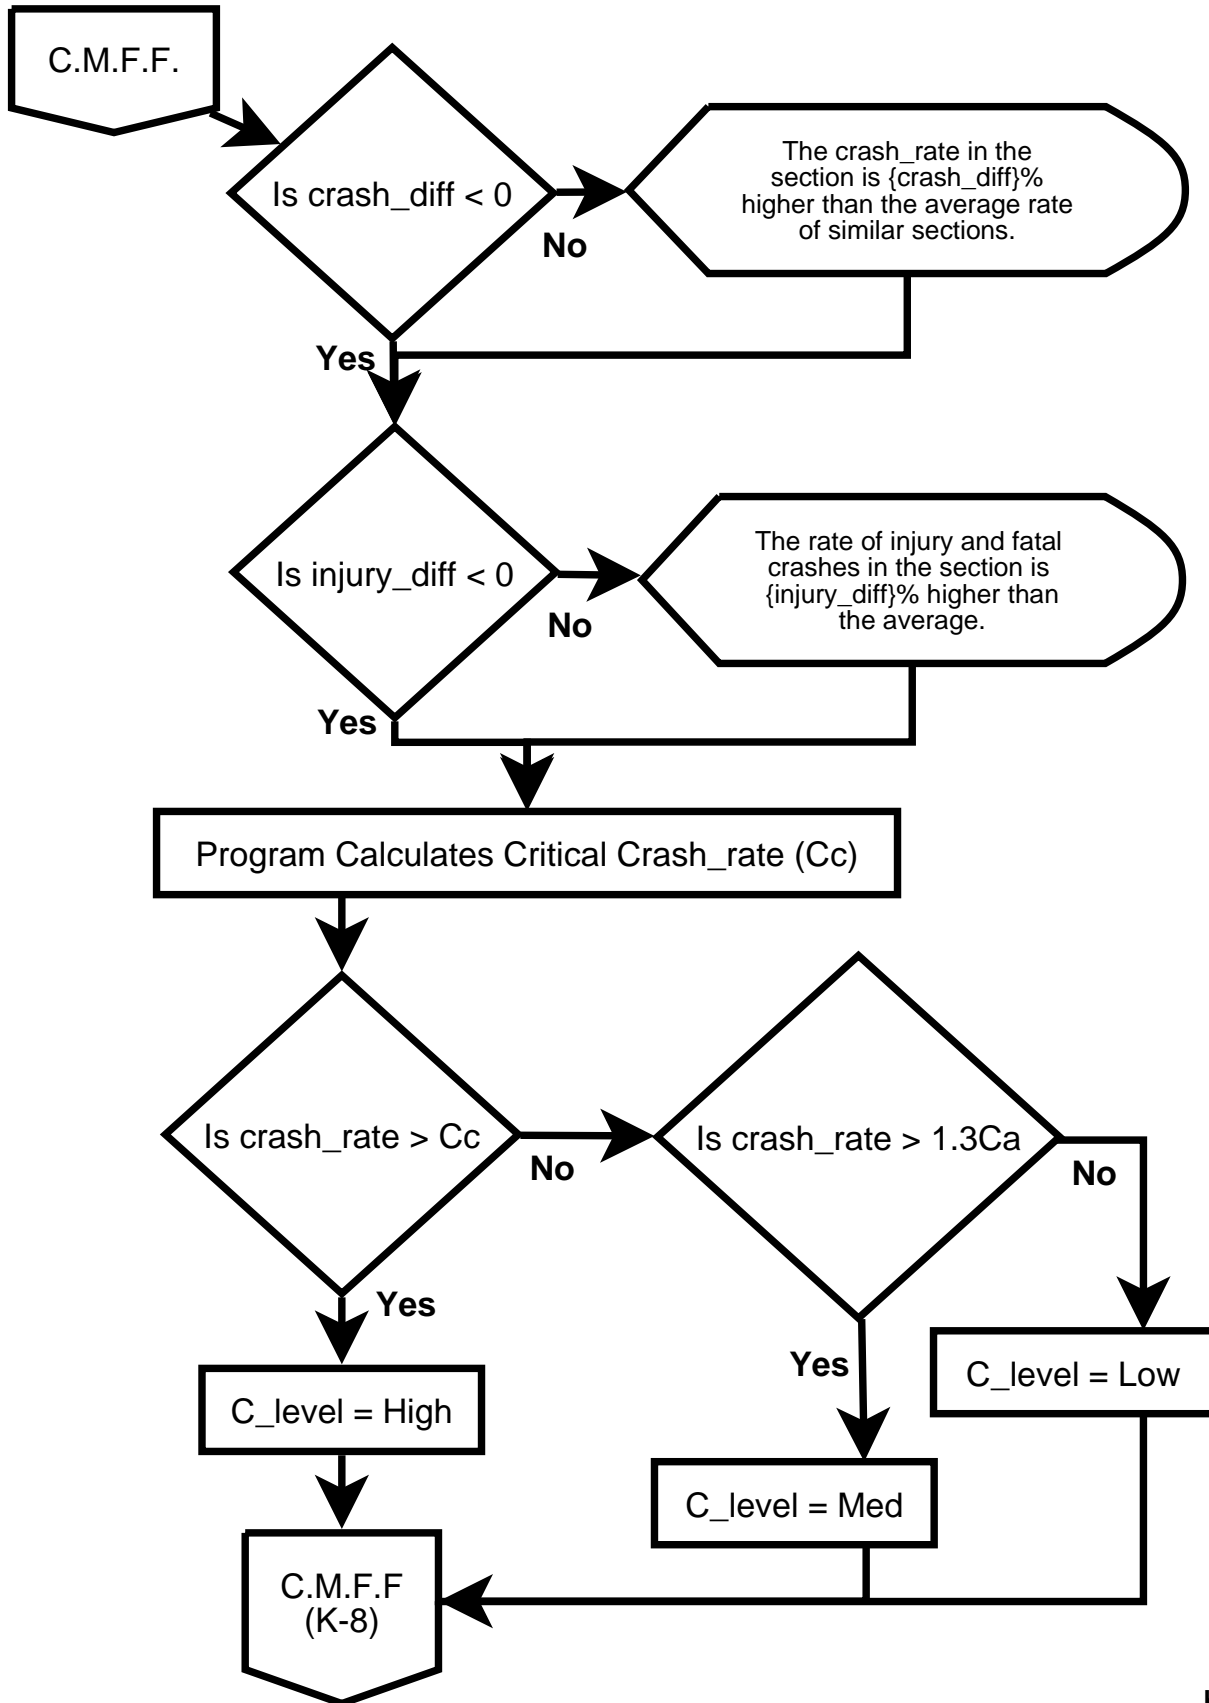 C.M.F.F.
Is crash_diff < 0
No
The crash_rate in the
section is {crash_diff}%
higher than the average rate
of similar sections.
Yes
Is injury_diff < 0
No
The rate of injury and fatal
crashes in the section is
{injury_diff}% higher than
the average.
Yes
Program Calculates Critical Crash_rate (Cc)
Is crash_rate > Cc
No
Is crash_rate > 1.3Ca
No
Yes
Yes
C_level = Low
C_level = High
C_level = Med
C.M.F.F
(K-8)